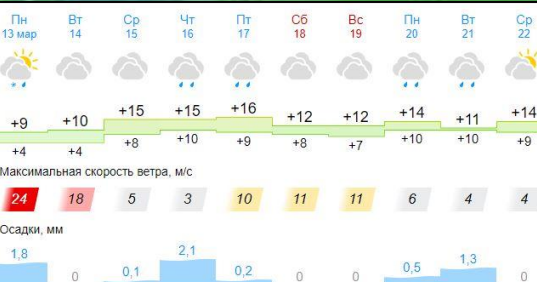 Пн Вт Ср Чт Пт Сб Вс Пн Вт Ср
13 мар 14 15 16 17 18 19 20 21 22
+9 +10 +15 +15 +16 +12 +12 +14 +11 +14
+4 +4 +8 +10 +9 +8 +7 +10 +10 +9
Максимальная скорость ветра, м/с
24 18 5 3 10 11 11 6 4 4
Осадки, мм
1,8 0 0,1 2,1 0,2 0 0 0,5 1,3 0